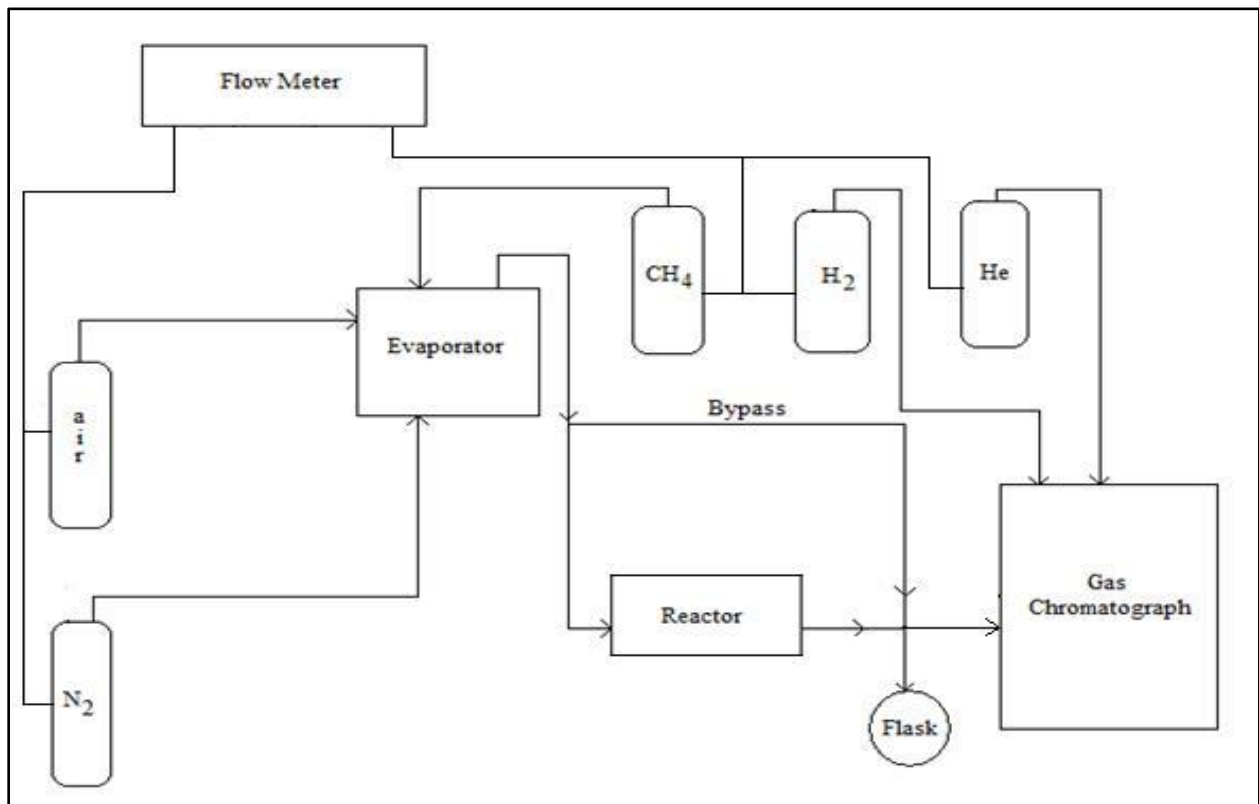 Flow Meter
CH4
H2
He
Evaporator
a
i
r
Bypass
Reactor
Gas
Chromatograph
N2
Flask